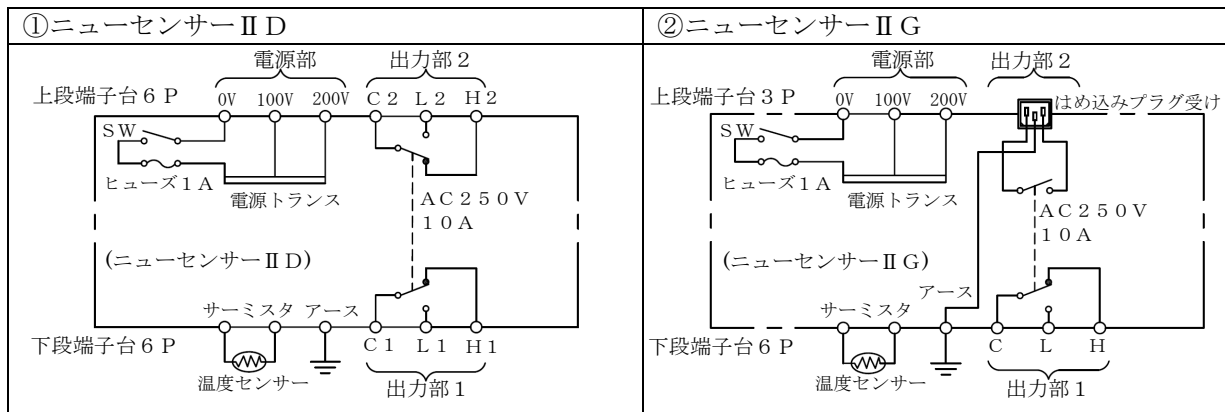 ①ニューセンサーⅡD
電源部 出力部2
上段端子台6P 0V 100V 200V C2 L2 H2
SW
ヒューズ1A
電源トランス
AC250V
10A
(ニューセンサーⅡD)
サーミスタ アース
下段端子台6P C1 L1 H1
温度センサー
出力部1
②ニューセンサーⅡG
電源部 出力部2
上段端子台3P 0V 100V 200V はめ込みプラグ受け
SW
ヒューズ1A
電源トランス
AC250V
10A
(ニューセンサーⅡG)
サーミスタ アース
下段端子台6P C L H
温度センサー
出力部1